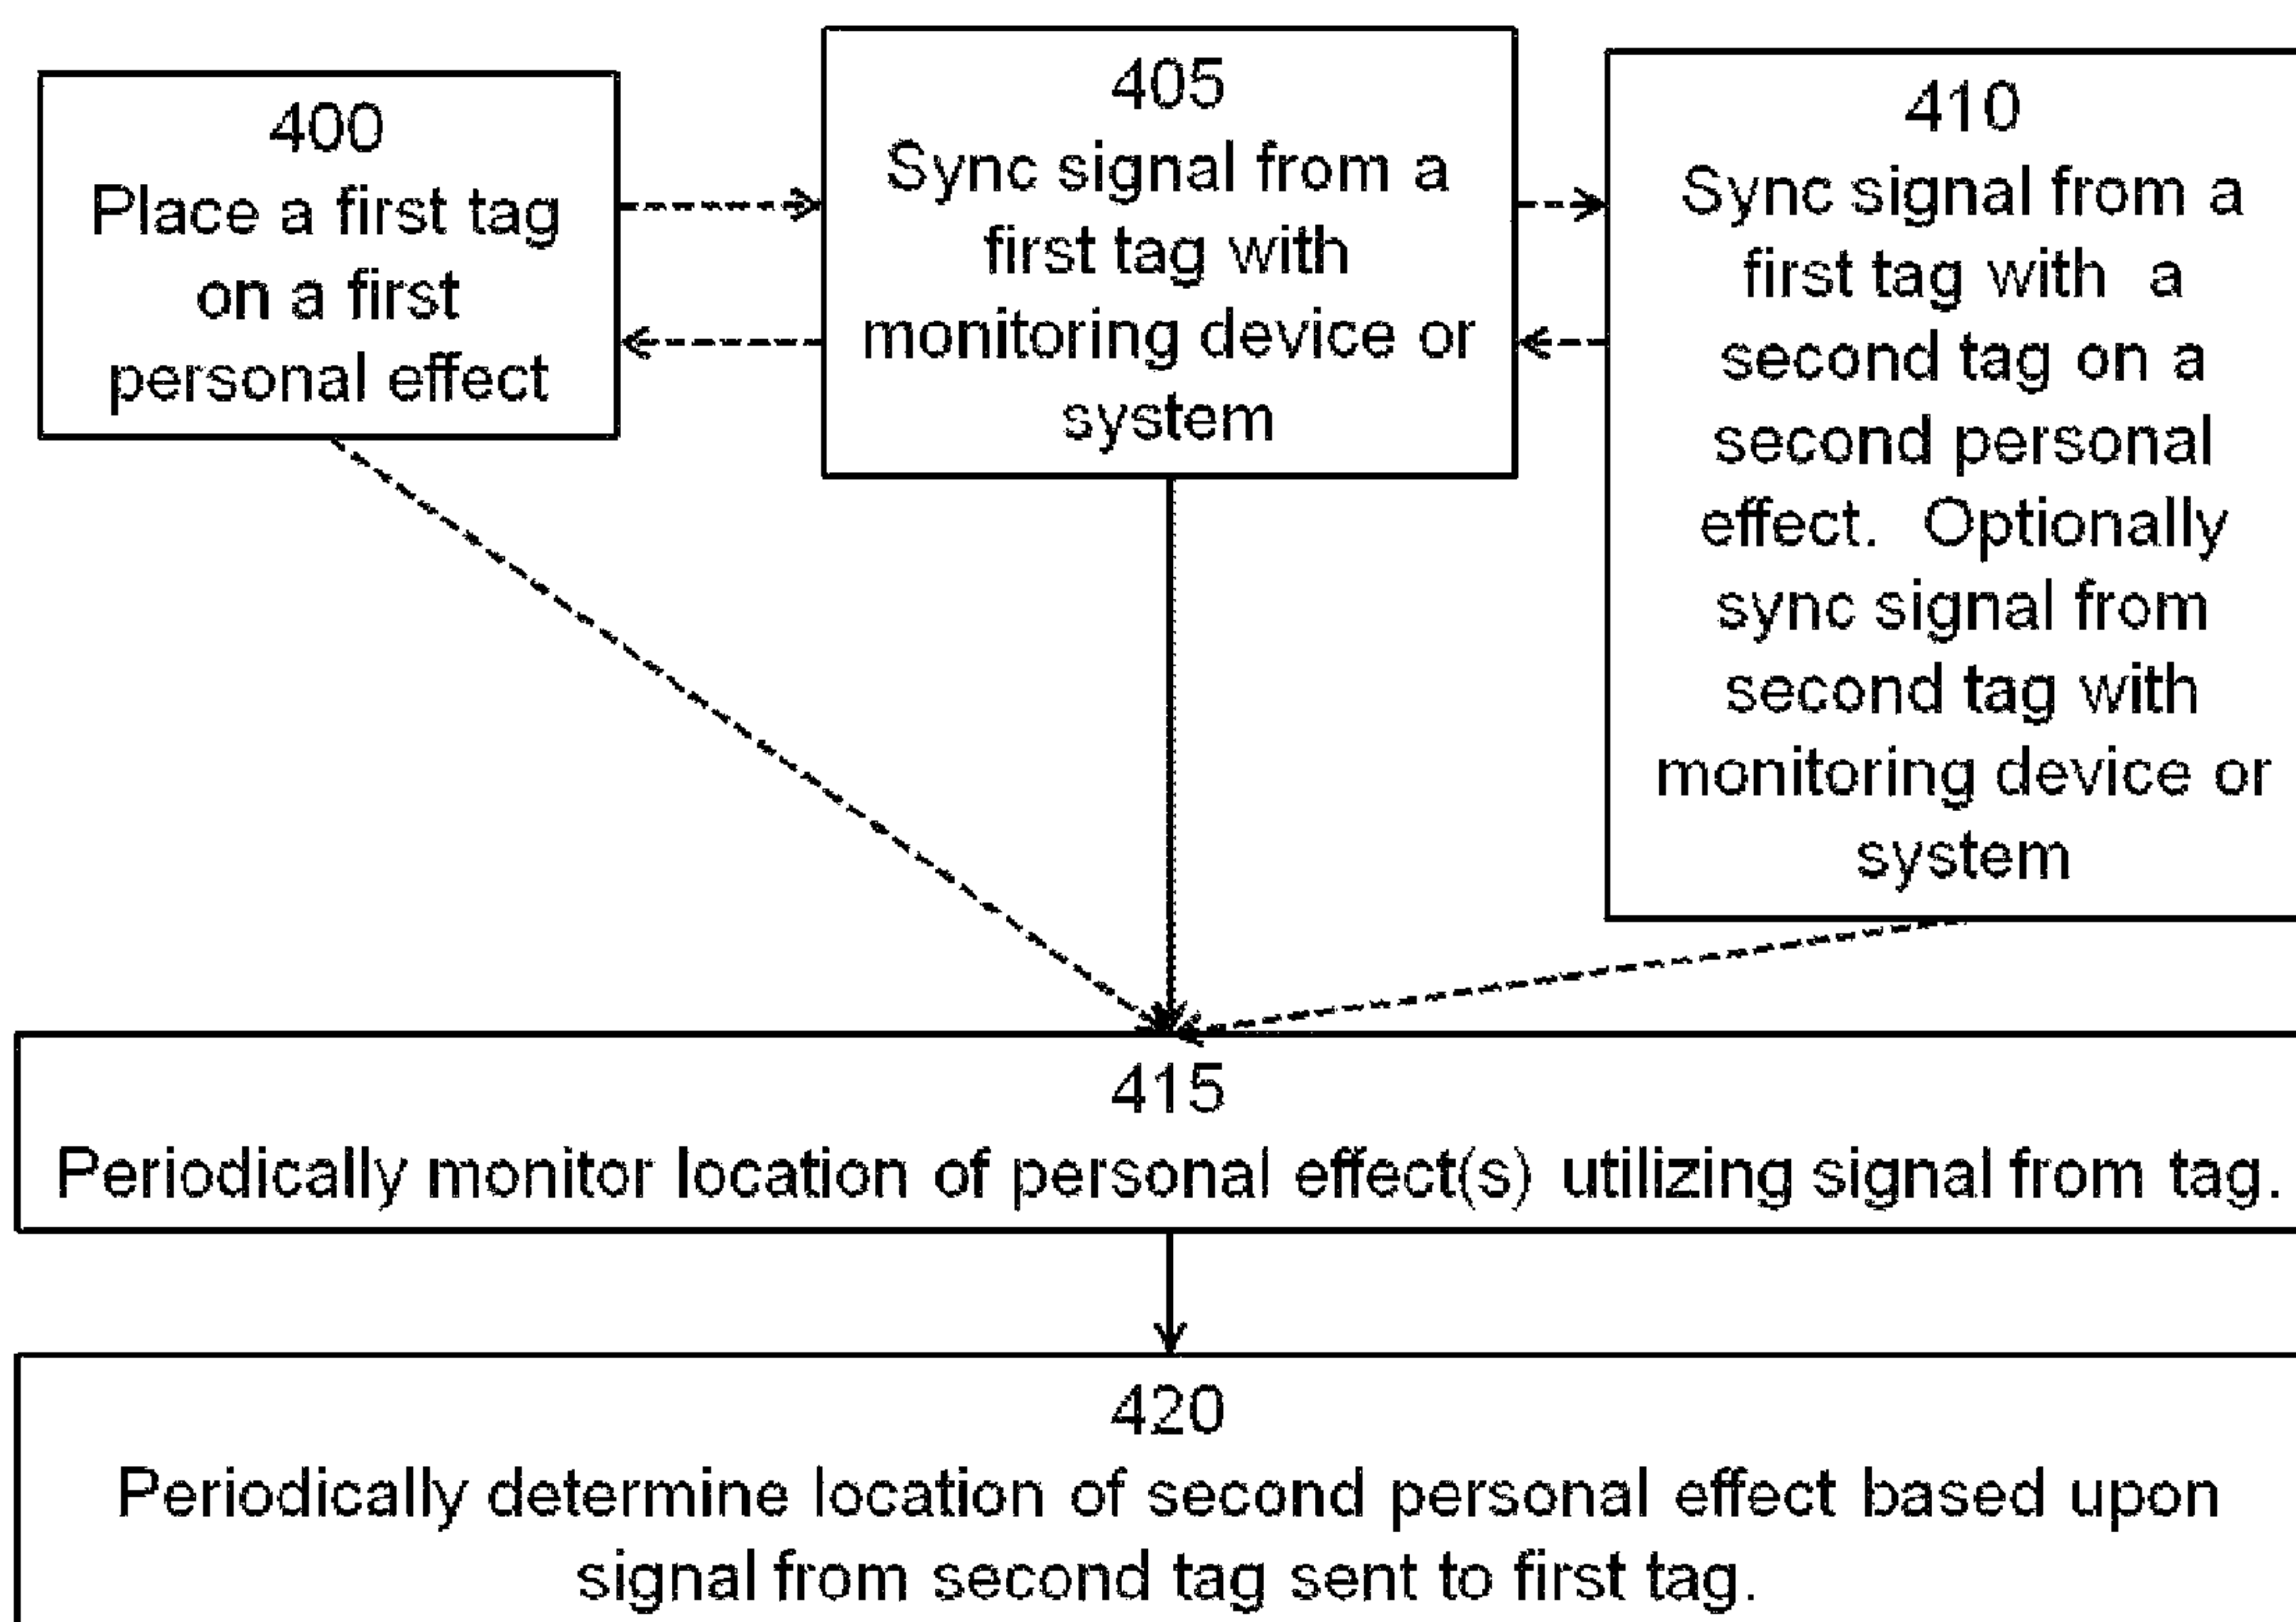 400
Place a first tag
on a first
personal effect
405
Sync signal from a
first tag with
monitoring device or
system
410
Sync signal from a
first tag with a
second tag on a
second personal
effect. Optionally
sync signal from
second tag with
monitoring device or
system
415
Periodically monitor location of personal effect(s) utilizing signal from tag.
420
Periodically determine location of second personal effect based upon
signal from second tag sent to first tag.